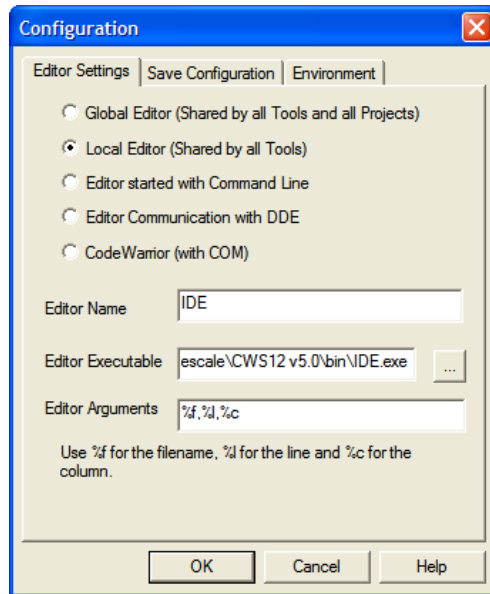 Configuration
Editor Settings Save Configuration Environment
Global Editor (Shared by all Tools and all Projects)
Local Editor (Shared by all Tools)
Editor started with Command Line
Editor Communication with DDE
CodeWarrior (with COM)
Editor Name IDE
Editor Executable escale\CWS12 v5.0\bin\IDE.exe ...
Editor Arguments %f,%l,%c
Use %f for the filename, %l for the line and %c for the
column.
OK Cancel Help